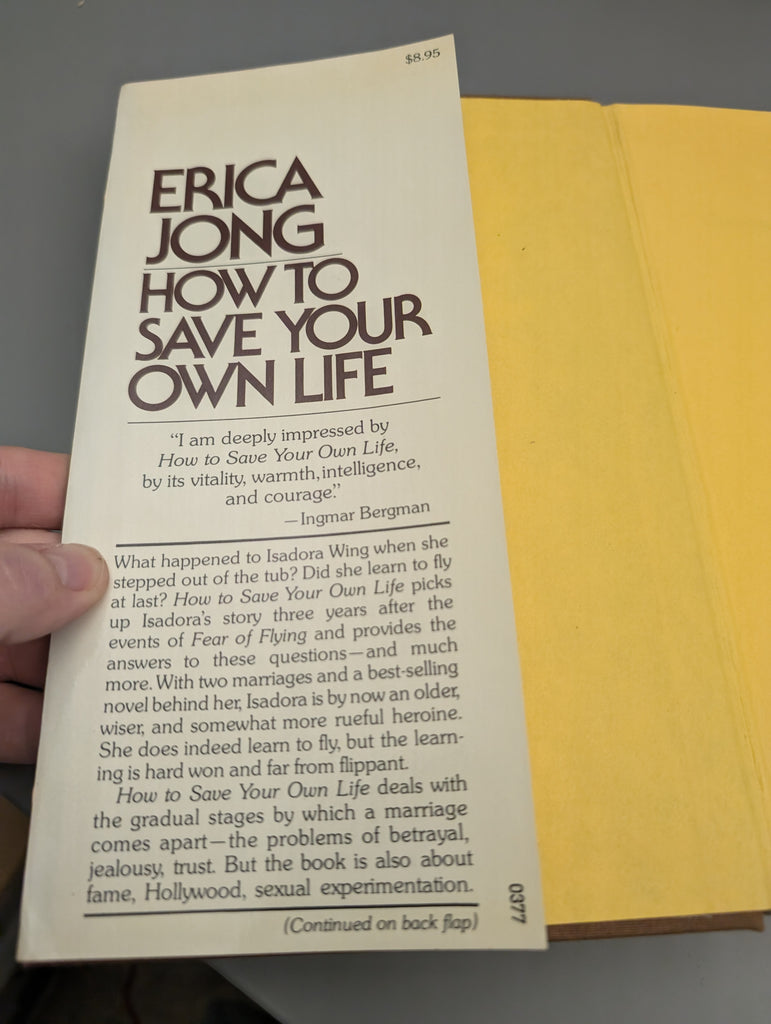 $8.95
ERICA
JONG
HOW TO
SAVE YOUR
OWN LIFE
“I am deeply impressed by
How to Save Your Own Life,
by its vitality, warmth, intelligence,
and courage.”
—Ingmar Bergman
What happened to Isadora Wing when she
stepped out of the tub? Did she learn to fly
at last? How to Save Your Own Life picks
up Isadora’s story three years after the
events of Fear of Flying and provides the
answers to these questions—and much
more. With two marriages and a best-selling
novel behind her, Isadora is by now an older,
wiser, and somewhat more rueful heroine.
She does indeed learn to fly, but the learn-
ing is hard won and far from flippant.
How to Save Your Own Life deals with
the gradual stages by which a marriage
comes apart—the problems of betrayal,
jealousy, trust. But the book is also about
fame, Hollywood, sexual experimentation.
(Continued on back flap)
0377